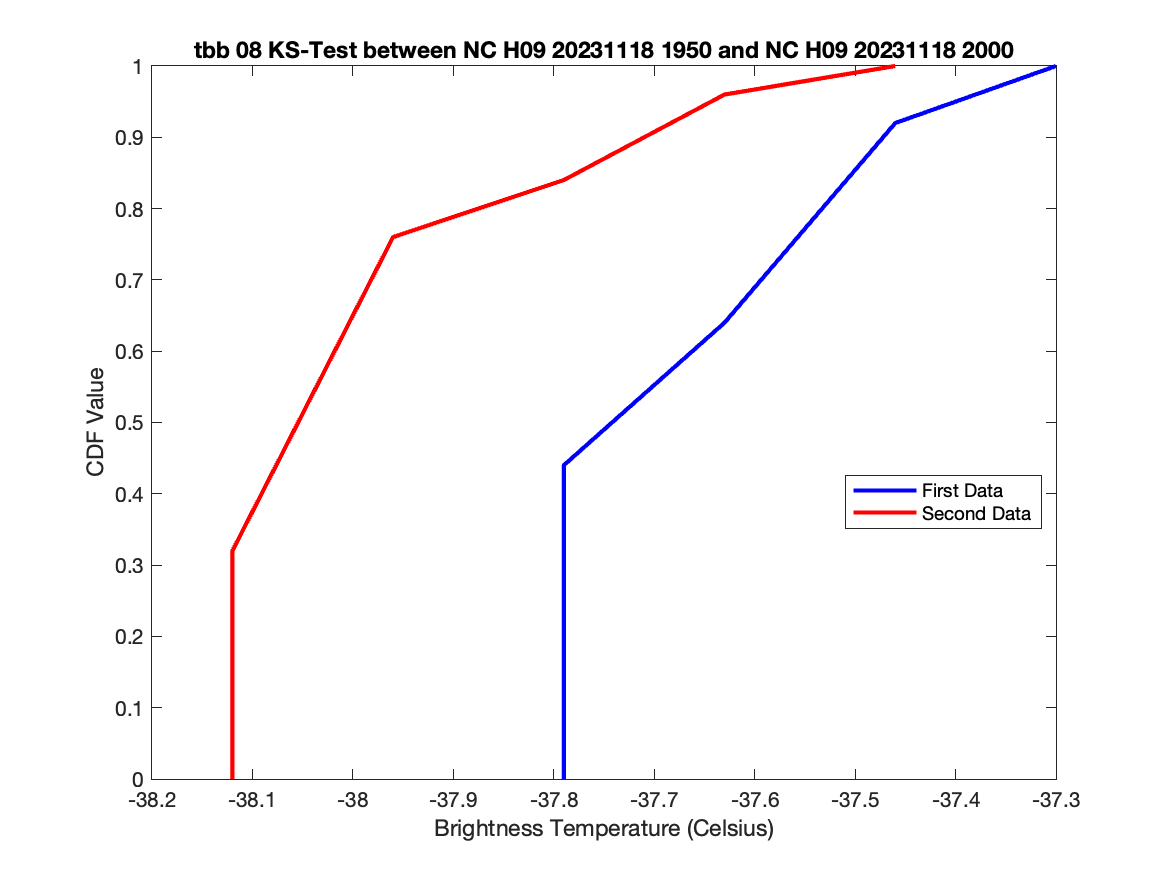 tbb 08 KS-Test between NC H09 20231118 1950 and NC H09 20231118 2000
1
0.9
0.8
0.7
0.6
0.5
0.4
0.3
0.2
0.1
0
CDF Value
First Data
Second Data
-38.2 -38.1 -38 -37.9 -37.8 -37.7 -37.6 -37.5 -37.4 -37.3
Brightness Temperature (Celsius)